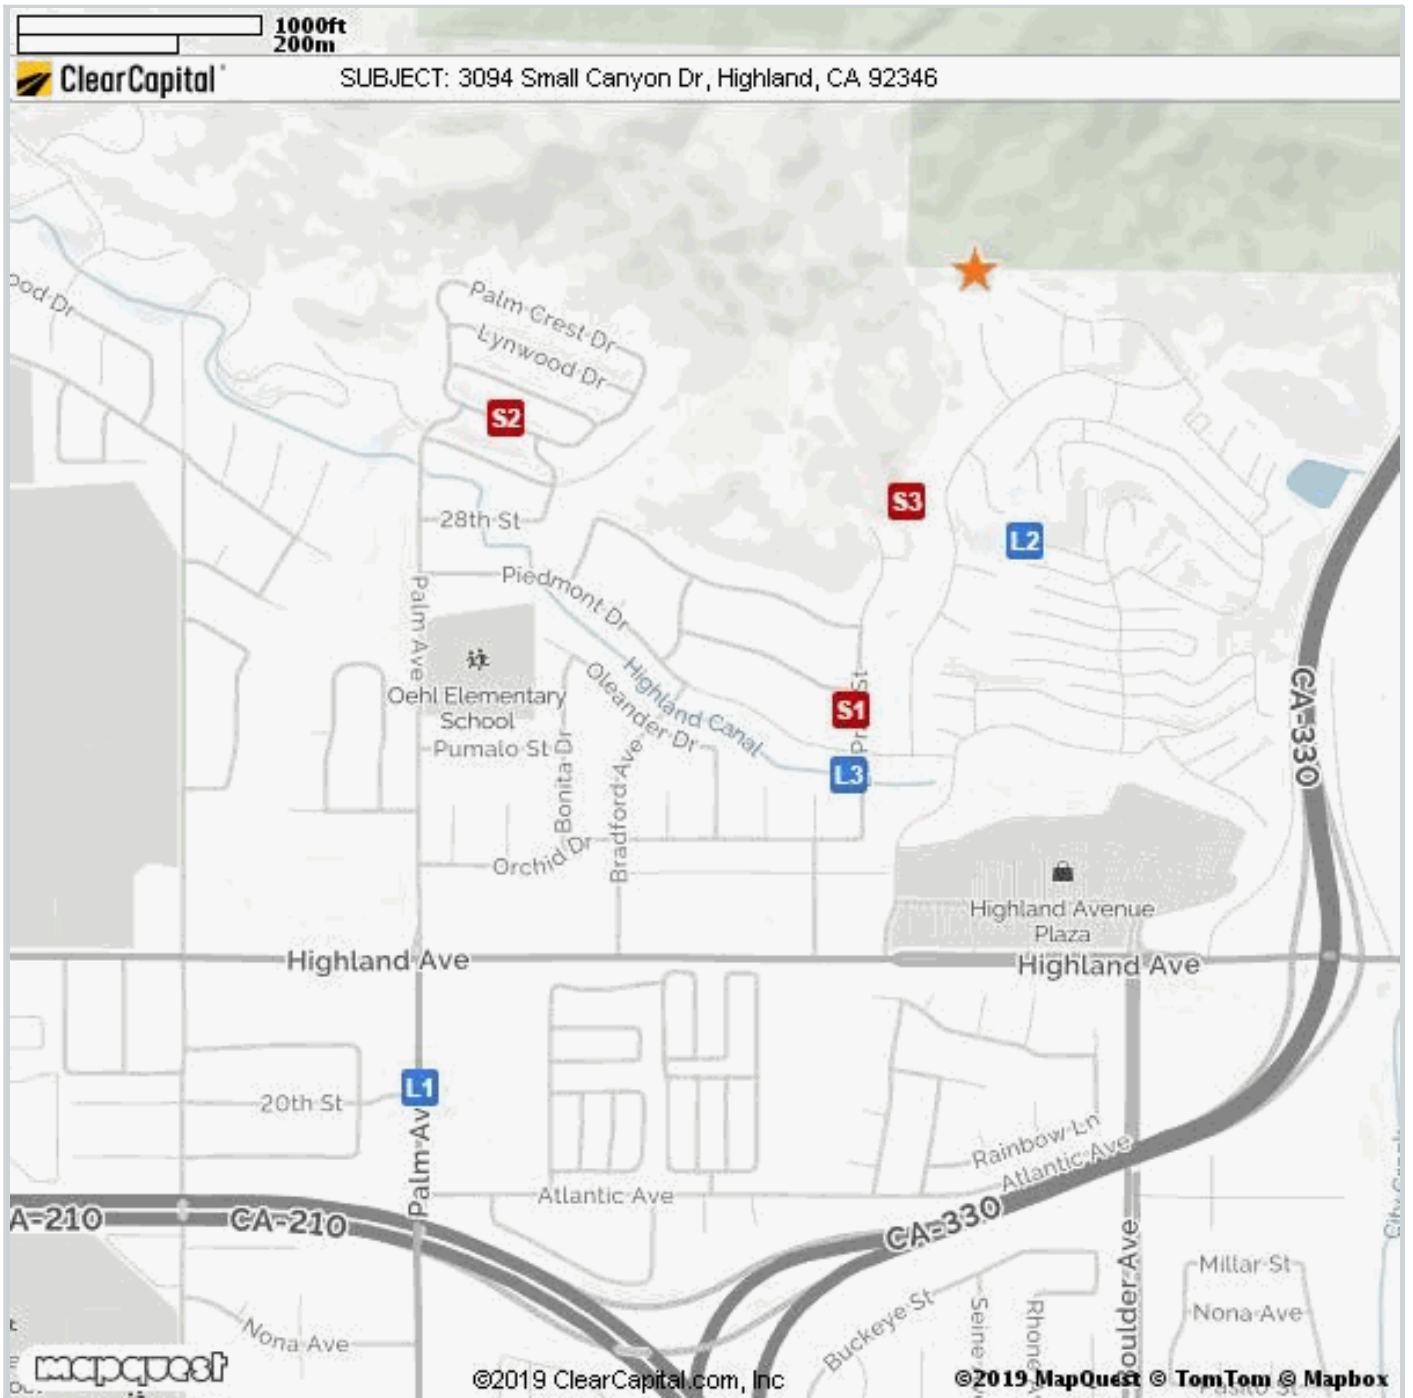 1000ft
200m
ClearCapital
SUBJECT: 3094 Small Canyon Dr, Highland, CA 92346
ood Dr
Palm Crest Dr
Lynwood Dr
S2
S3
28th St
L2
Piedmont Dr
Palm Ave
Oehl Elementary
School
Oleander Dr
Highland Canal
S1
St
CA-330
Pumalo St
Bonita Dr
Bradford Ave
L3
Orchid Dr
Highland Avenue
Plaza
Highland Ave
Highland Ave
L1
20th St
Palm Av
Rainbow Ln
Atlantic Ave
Atlantic Ave
A-210
CA-210
CA-330
Boulder Ave
Millar St
Nona Ave
Buckeye St
Seine
Rhone
Nona Ave
mapquest
©2019 ClearCapital.com, Inc
©2019 MapQuest © TomTom © Mapbox